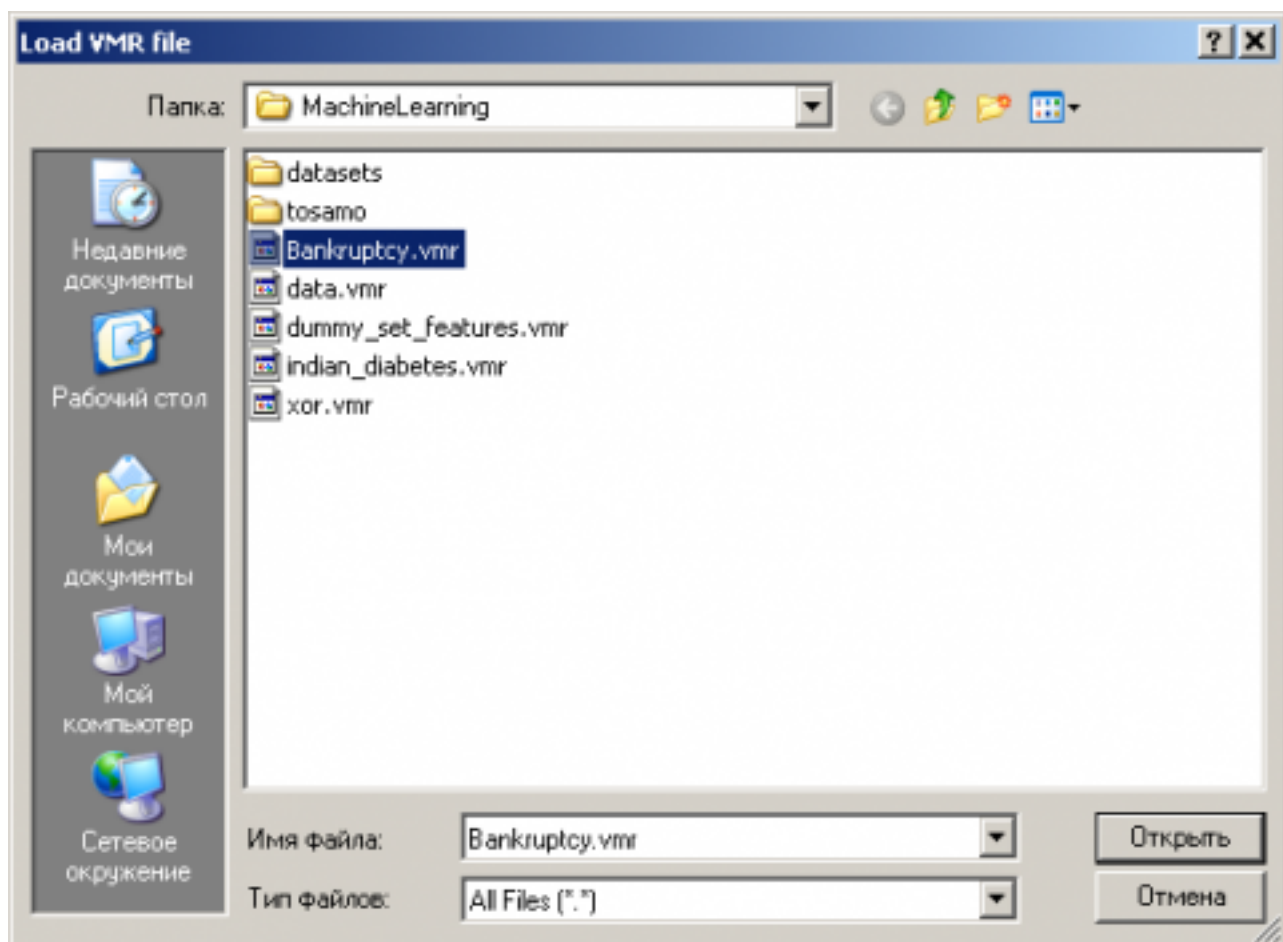 Load VMR file
Папка:
MachineLearning
Недавние
документы
Рабочий стол
Мои
документы
Мой
компьютер
Сетевое
окружение
datasets
tosamo
Bankruptcy.vmr
data.vmr
dummy_set_features.vmr
indian_diabetes.vmr
xor.vmr
Имя файла:
Bankruptcy.vmr
Открыть
Тип файлов:
All Files (*.*)
Отмена